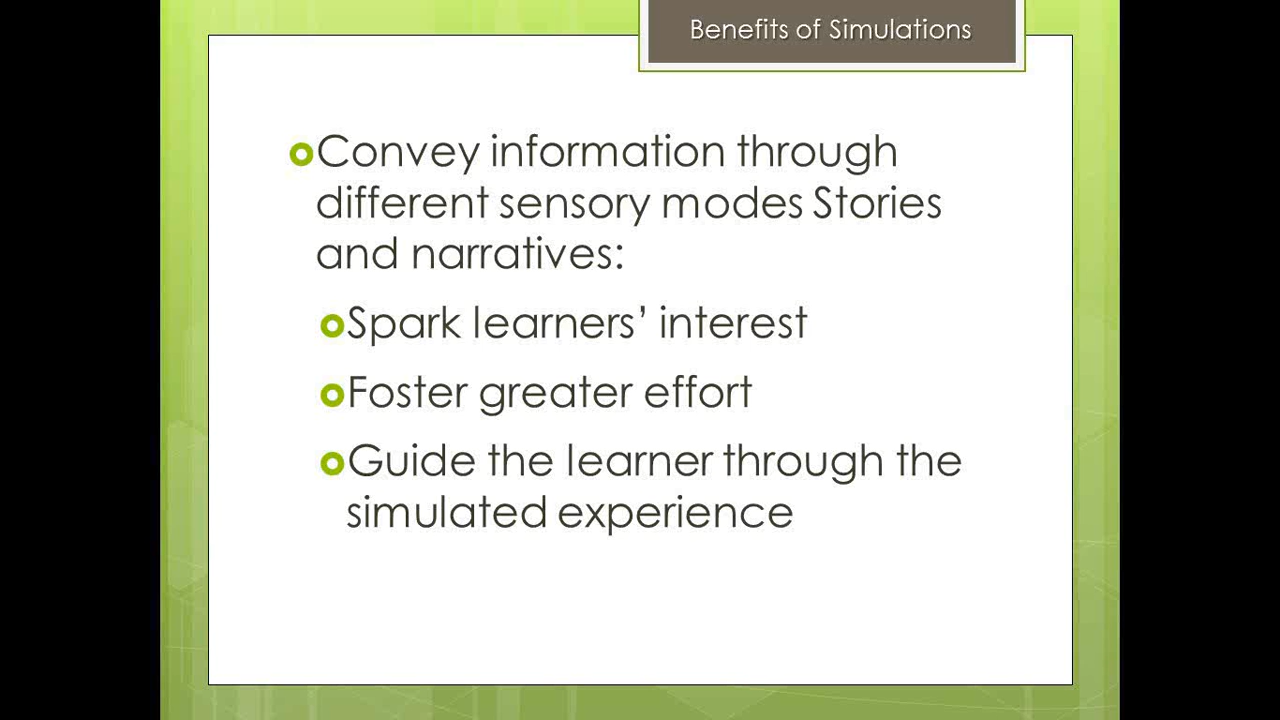 Benefits of Simulations
Convey information through
different sensory modes Stories
and narratives:
Spark learners’ interest
Foster greater effort
Guide the learner through the
simulated experience